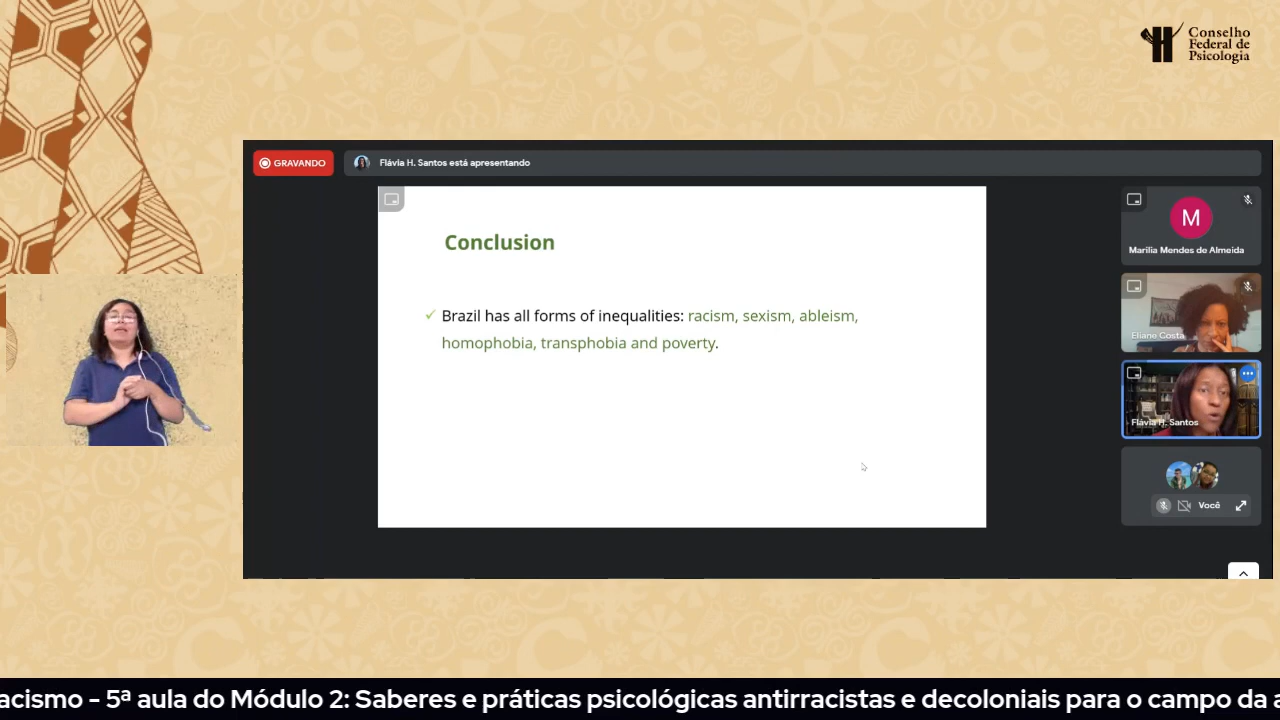 Conselho
Federal de
Psicologia
GRAVANDO
Flávia H. Santos está apresentando
Conclusion
✓ Brazil has all forms of inequalities: racism, sexism, ableism,
homophobia, transphobia and poverty.
M
Marilia Mendes de Almeida
Eliane Costa
Flávia H. Santos
Você
acismo - 5ª aula do Módulo 2: Saberes e práticas psicológicas antirracistas e decoloniais para o campo da a